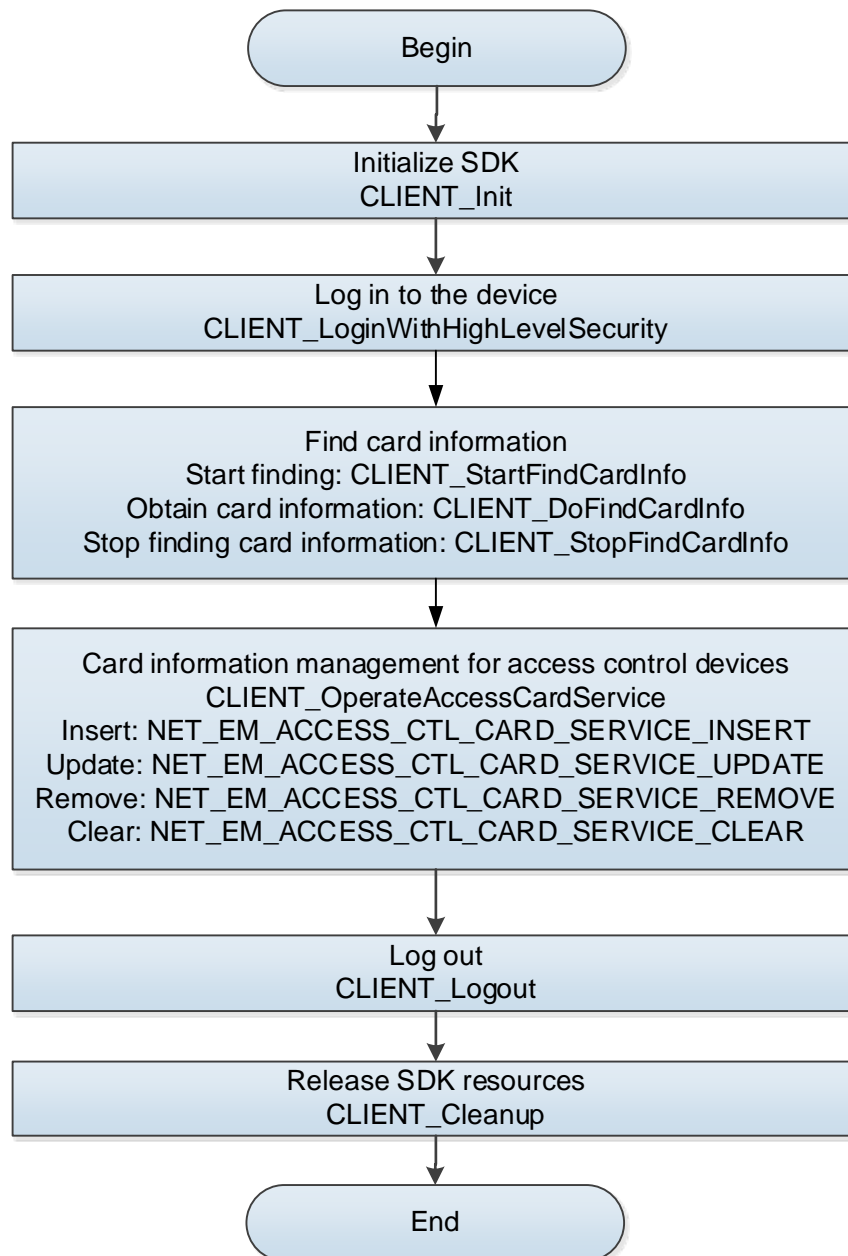 Begin
Initialize SDK
CLIENT_Init
Log in to the device
CLIENT_LoginWithHighLevelSecurity
Find card information
Start finding: CLIENT_StartFindCardInfo
Obtain card information: CLIENT_DoFindCardInfo
Stop finding card information: CLIENT_StopFindCardInfo
Card information management for access control devices
CLIENT_OperateAccessCardService
Insert: NET_EM_ACCESS_CTL_CARD_SERVICE_INSERT
Update: NET_EM_ACCESS_CTL_CARD_SERVICE_UPDATE
Remove: NET_EM_ACCESS_CTL_CARD_SERVICE_REMOVE
Clear: NET_EM_ACCESS_CTL_CARD_SERVICE_CLEAR
Log out
CLIENT_Logout
Release SDK resources
CLIENT_Cleanup
End